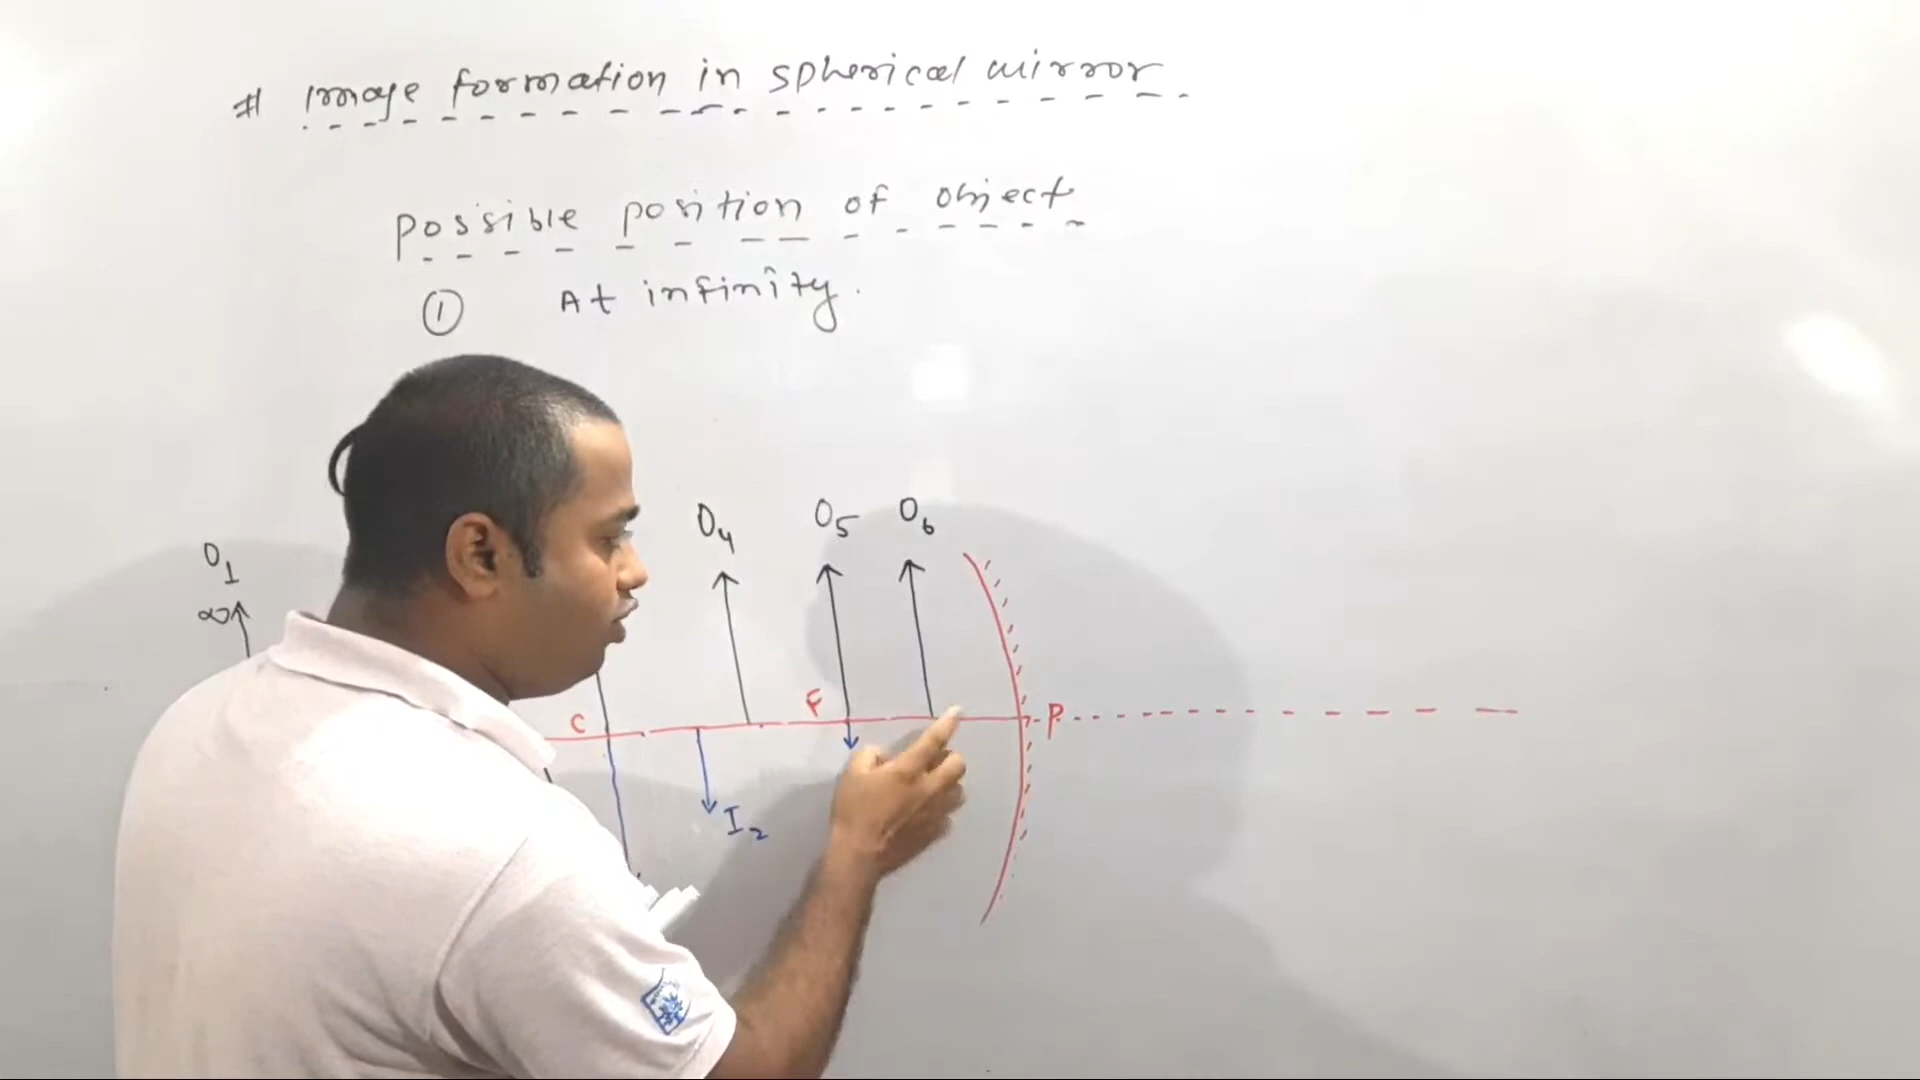 # Image formation in spherical mirror
possible position of object
① At infinity.
O1 O4 O5 O6
∞
C F P
I2